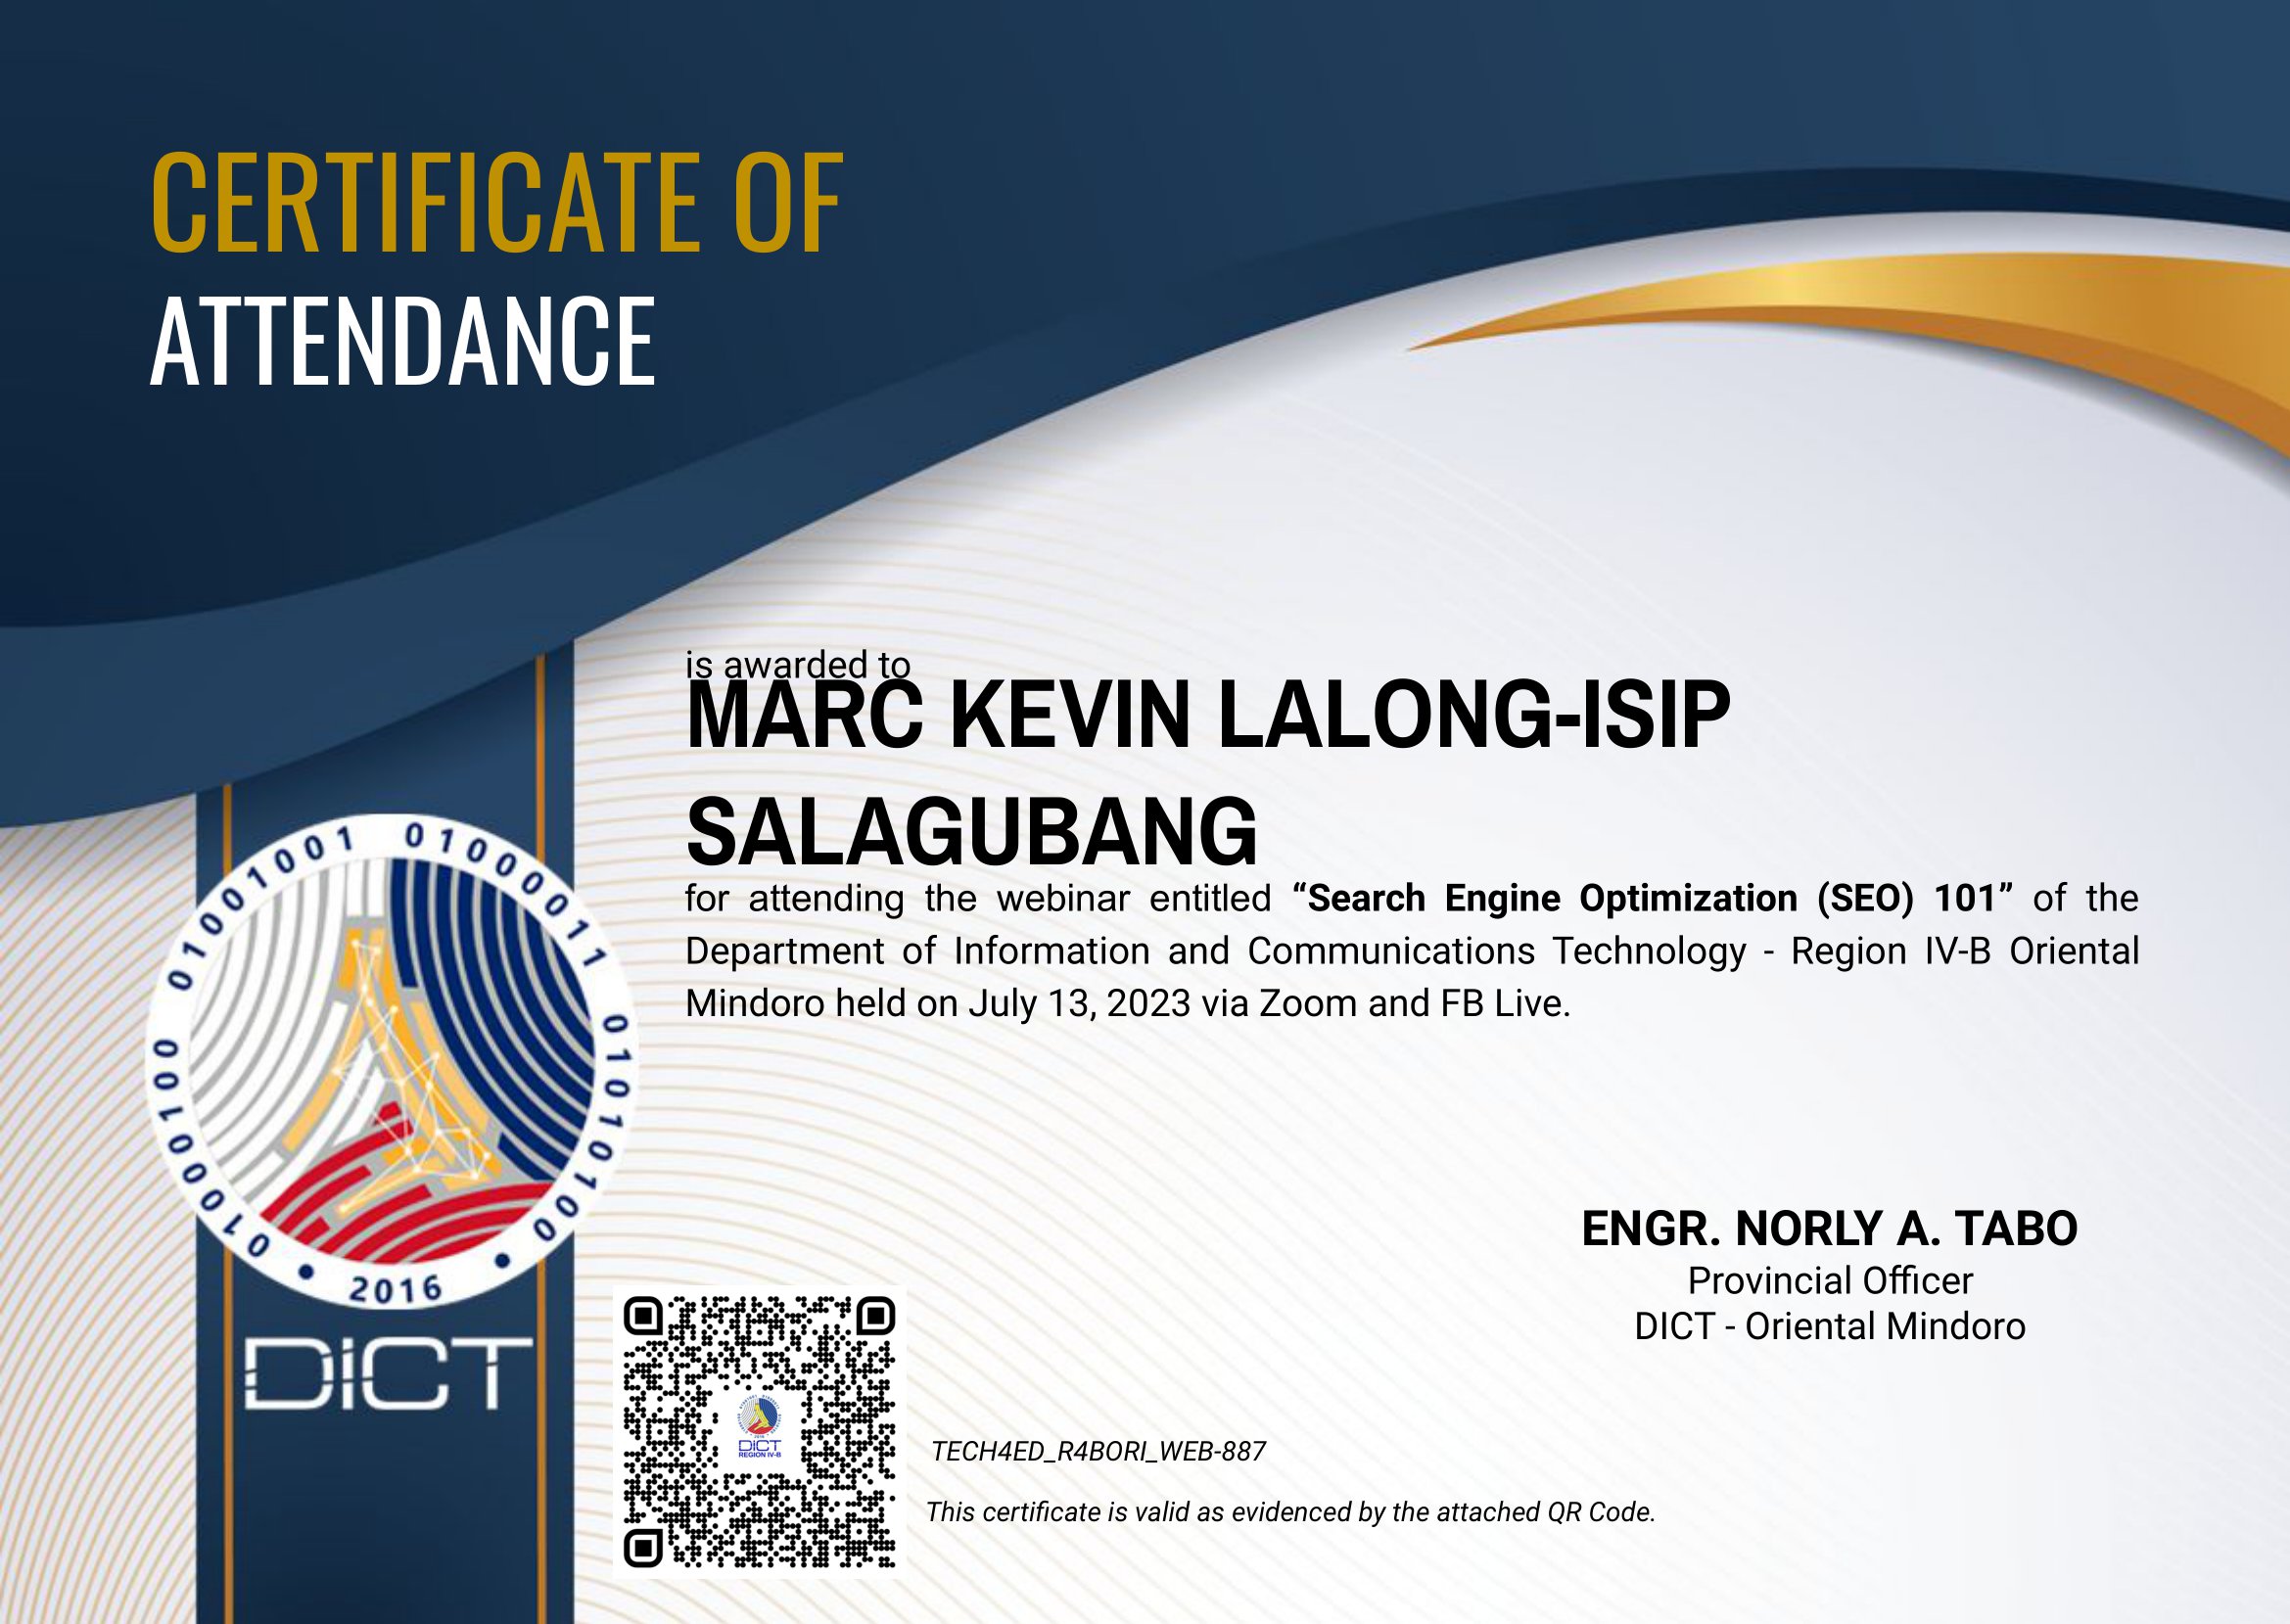 CERTIFICATE OF
ATTENDANCE
is awarded to
MARC KEVIN LALONG-ISIP
SALAGUBANG
for attending the webinar entitled “Search Engine Optimization (SEO) 101” of the
Department of Information and Communications Technology - Region IV-B Oriental
Mindoro held on July 13, 2023 via Zoom and FB Live.
01001001 01000011 01010100 • 2016 • 01000100
DICT
ENGR. NORLY A. TABO
Provincial Officer
DICT - Oriental Mindoro
DICT
REGION IV-B
TECH4ED_R4BORI_WEB-887
This certificate is valid as evidenced by the attached QR Code.